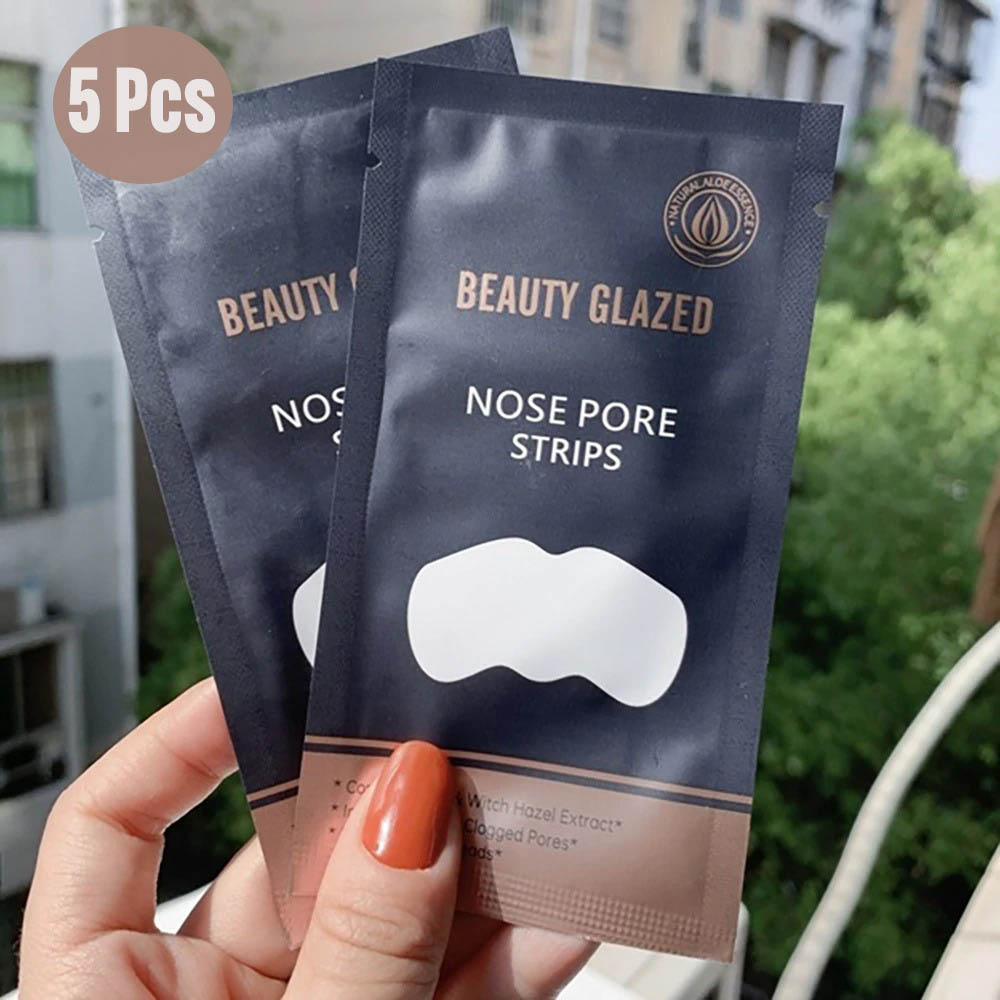 5 Pcs
NATURAL ALOE ESSENCE
BEAUTY
NOS
S
BEAUTY GLAZED
NOSE PORE
STRIPS
Witch Hazel Extract*
Clogged Pores*